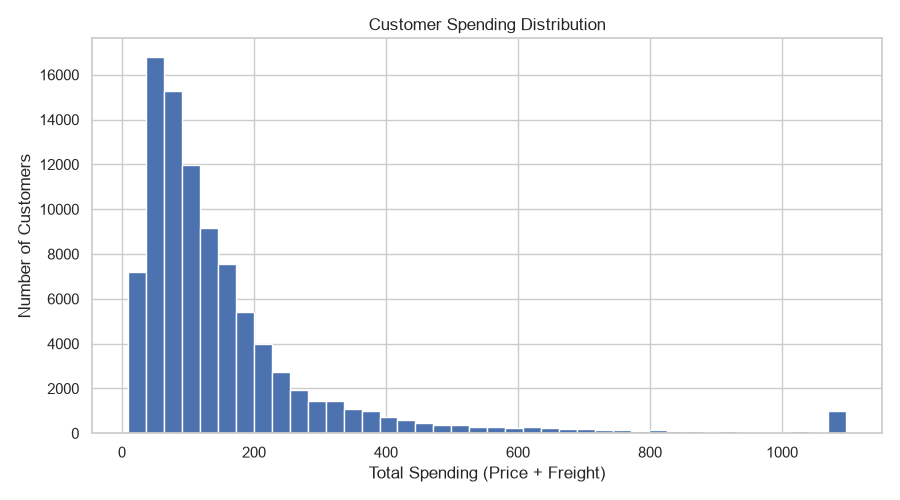 Customer Spending Distribution
Number of Customers
16000
14000
12000
10000
8000
6000
4000
2000
0
0 200 400 600 800 1000
Total Spending (Price + Freight)